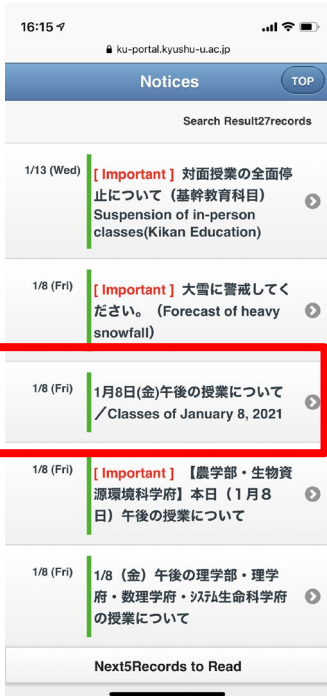 16:15
ku-portal.kyushu-u.ac.jp
Notices
TOP
Search Result27records
1/13 (Wed)
[ Important ] 対面授業の全面停
止について（基幹教育科目）
Suspension of in-person
classes(Kikan Education)
1/8 (Fri)
[ Important ] 大雪に警戒してく
ださい。（Forecast of heavy
snowfall）
1/8 (Fri)
1月8日(金)午後の授業について
／Classes of January 8, 2021
1/8 (Fri)
[ Important ] 【農学部・生物資
源環境科学府】本日（１月８
日）午後の授業について
1/8 (Fri)
1/8（金）午後の理学部・理学
府・数理学府・ｼｽﾃﾑ生命科学府
の授業について
Next5Records to Read